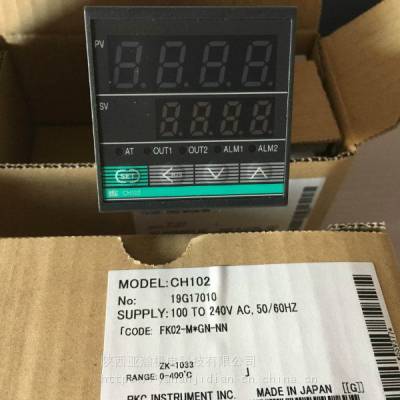 PV
SV
AT OUT1 OUT2 ALM1 ALM2
SET
CH102
MODEL:CH102
No: 19G17010
SUPPLY:100 TO 240V AC, 50/60HZ
「CODE: FK02-M*GN-NN
ZK-1033
RANGE: 0-400℃ J
RKC INSTRUMENT INC. MADE IN JAPAN [[G]